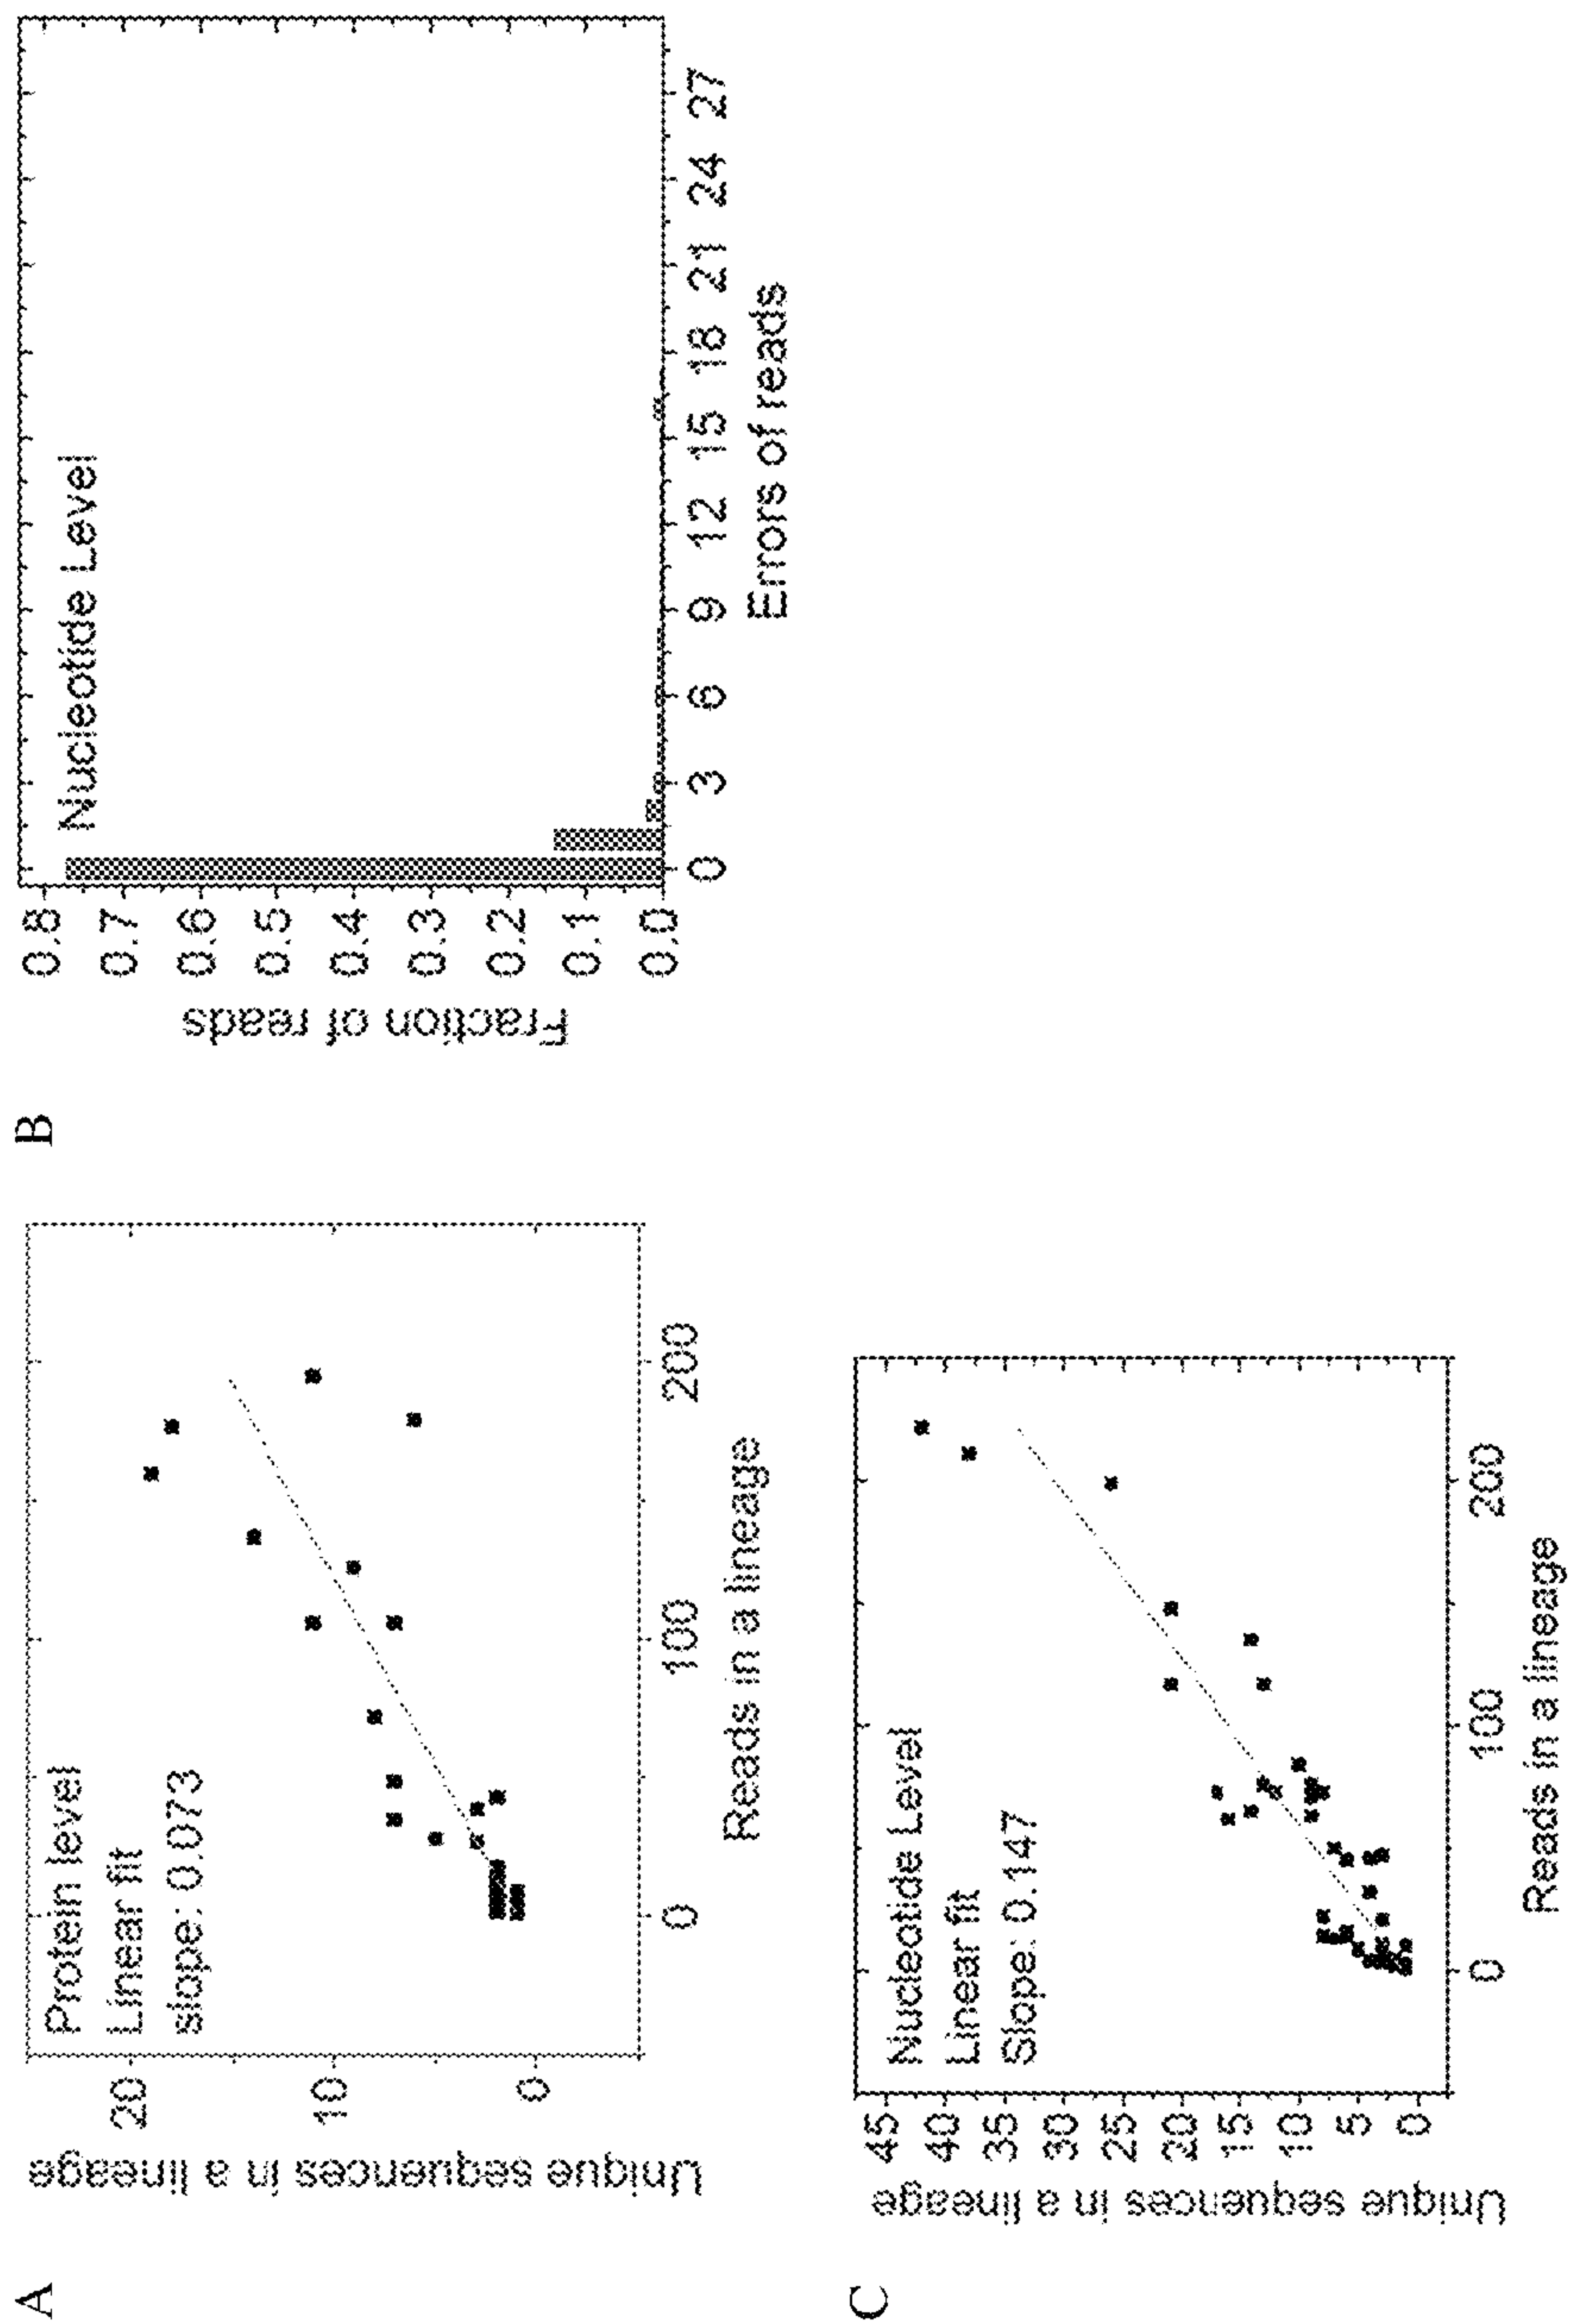 A
Unique sequences in a lineage
20
10
0
Protein level
Linear fit
slope: 0.073
0 100 200
Reads in a lineage
B
Fraction of reads
0.8
0.7
0.6
0.5
0.4
0.3
0.2
0.1
0.0
Nucleotide Level
0 3 6 9 12 15 18 21 24 27
Errors of reads
C
Unique sequences in a lineage
45
40
35
30
25
20
15
10
5
0
Nucleotide Level
Linear fit
Slope: 0.147
0 100 200
Reads in a lineage